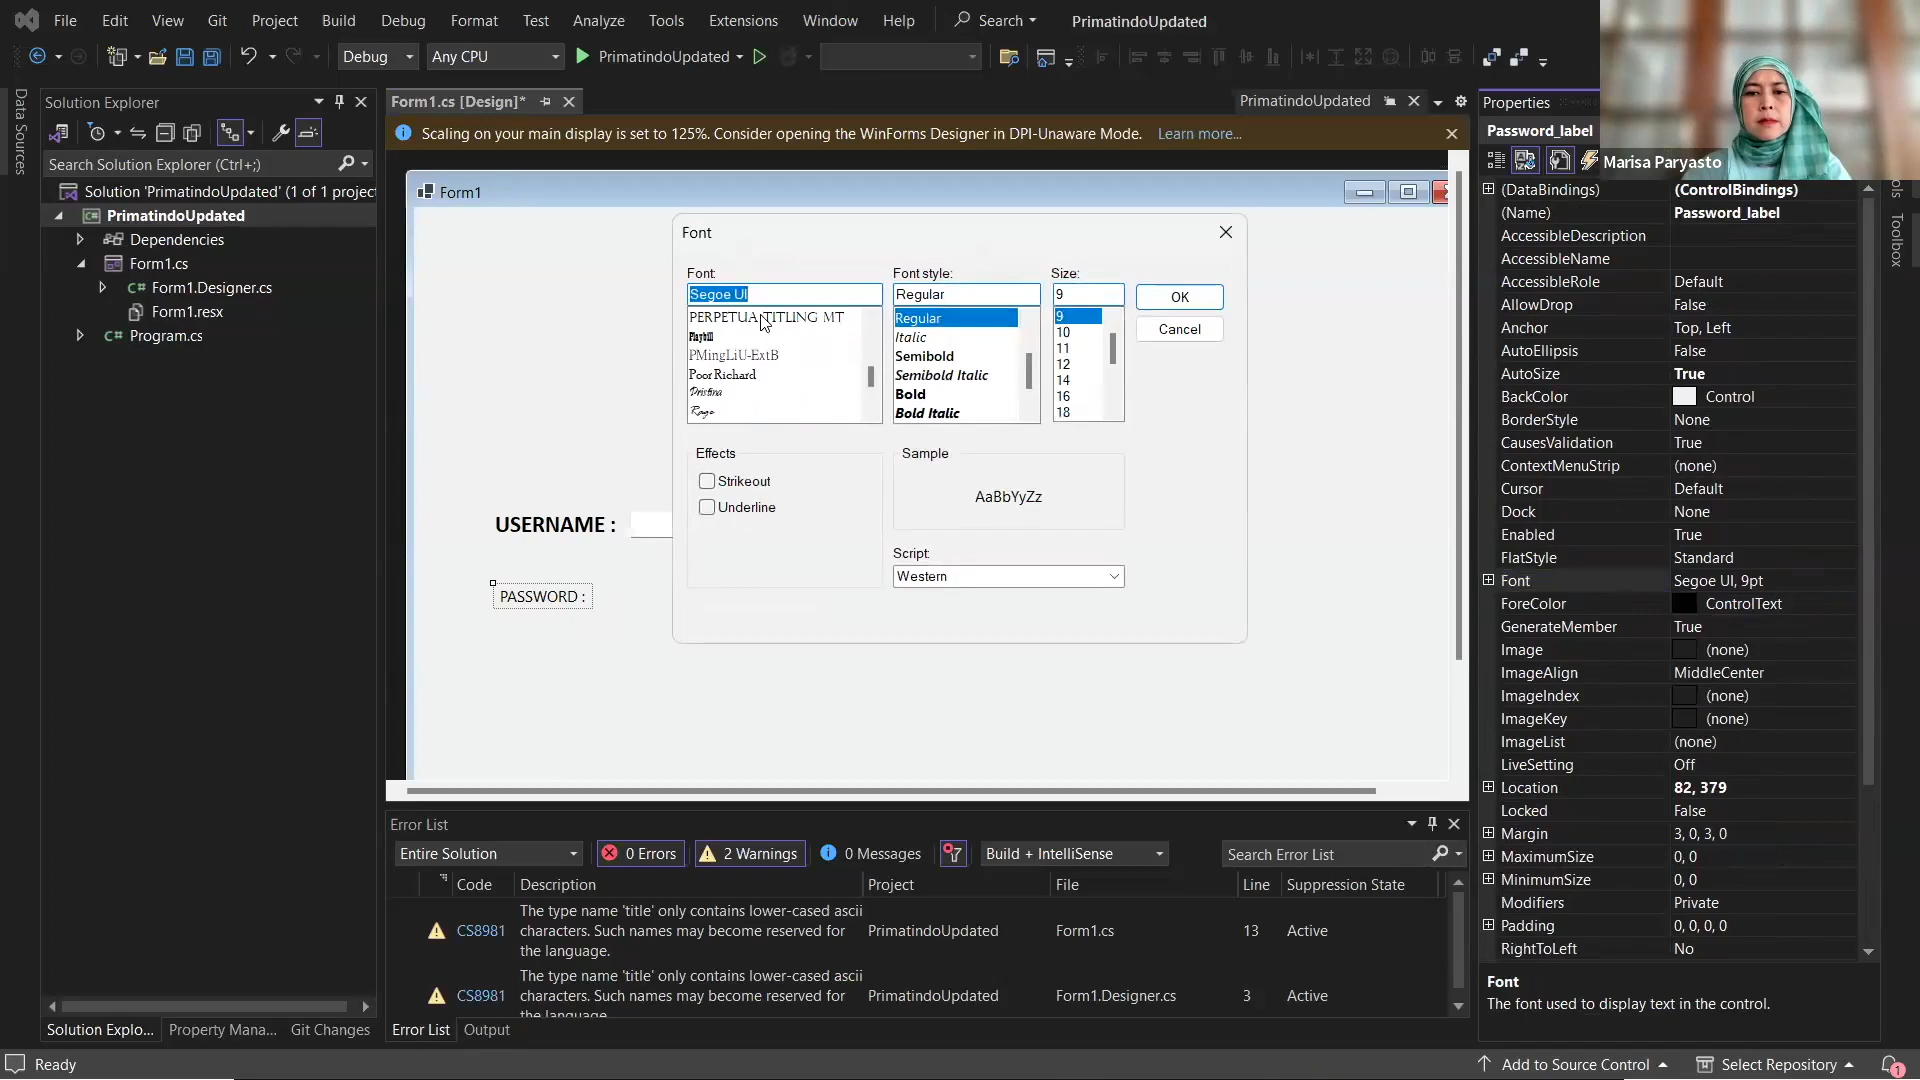 File Edit View Git Project Build Debug Format Test Analyze Tools Extensions Window Help Search PrimatindoUpdated
Debug Any CPU PrimatindoUpdated
Data Sources
Solution Explorer
Search Solution Explorer (Ctrl+;)
Solution 'PrimatindoUpdated' (1 of 1 project
PrimatindoUpdated
Dependencies
Form1.cs
Form1.Designer.cs
Form1.resx
Program.cs
Solution Explo... Property Mana... Git Changes
Form1.cs [Design]*
PrimatindoUpdated
Scaling on your main display is set to 125%. Consider opening the WinForms Designer in DPI-Unaware Mode. Learn more...
Form1
USERNAME :
PASSWORD :
Font
Font: Font style: Size:
Segoe UI Regular 9
OK
Cancel
PERPETUA TITLING MT
Playbill
PMingLiU-ExtB
Poor Richard
Pristina
Rage
Regular
Italic
Semibold
Semibold Italic
Bold
Bold Italic
9
10
11
12
14
16
18
Effects
Strikeout
Underline
Sample
AaBbYyZz
Script:
Western
Error List
Entire Solution 0 Errors 2 Warnings 0 Messages Build + IntelliSense Search Error List
Code Description Project File Line Suppression State
CS8981 The type name 'title' only contains lower-cased ascii characters. Such names may become reserved for the language. PrimatindoUpdated Form1.cs 13 Active
CS8981 The type name 'title' only contains lower-cased ascii characters. Such names may become reserved for the language. PrimatindoUpdated Form1.Designer.cs 3 Active
Error List Output
Properties
Password_label
Marisa Paryasto
(DataBindings) (ControlBindings)
(Name) Password_label
AccessibleDescription
AccessibleName
AccessibleRole Default
AllowDrop False
Anchor Top, Left
AutoEllipsis False
AutoSize True
BackColor Control
BorderStyle None
CausesValidation True
ContextMenuStrip (none)
Cursor Default
Dock None
Enabled True
FlatStyle Standard
Font Segoe UI, 9pt
ForeColor ControlText
GenerateMember True
Image (none)
ImageAlign MiddleCenter
ImageIndex (none)
ImageKey (none)
ImageList (none)
LiveSetting Off
Location 82, 379
Locked False
Margin 3, 0, 3, 0
MaximumSize 0, 0
MinimumSize 0, 0
Modifiers Private
Padding 0, 0, 0, 0
RightToLeft No
Font
The font used to display text in the control.
Toolbox
Ready
Add to Source Control Select Repository 1